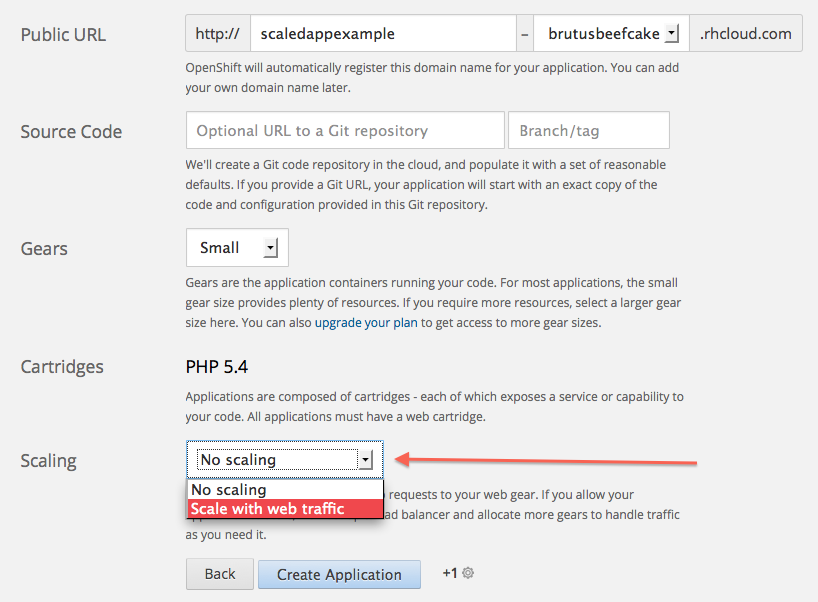 Public URL
http:// scaledappexample – brutusbeefcake .rhcloud.com
OpenShift will automatically register this domain name for your application. You can add
your own domain name later.
Source Code
Optional URL to a Git repository Branch/tag
We'll create a Git code repository in the cloud, and populate it with a set of reasonable
defaults. If you provide a Git URL, your application will start with an exact copy of the
code and configuration provided in this Git repository.
Gears
Small
Gears are the application containers running your code. For most applications, the small
gear size provides plenty of resources. If you require more resources, select a larger gear
size here. You can also upgrade your plan to get access to more gear sizes.
Cartridges
PHP 5.4
Applications are composed of cartridges - each of which exposes a service or capability to
your code. All applications must have a web cartridge.
Scaling
No scaling
No scaling
Scale with web traffic
requests to your web gear. If you allow your
ad balancer and allocate more gears to handle traffic
as you need it.
Back Create Application +1